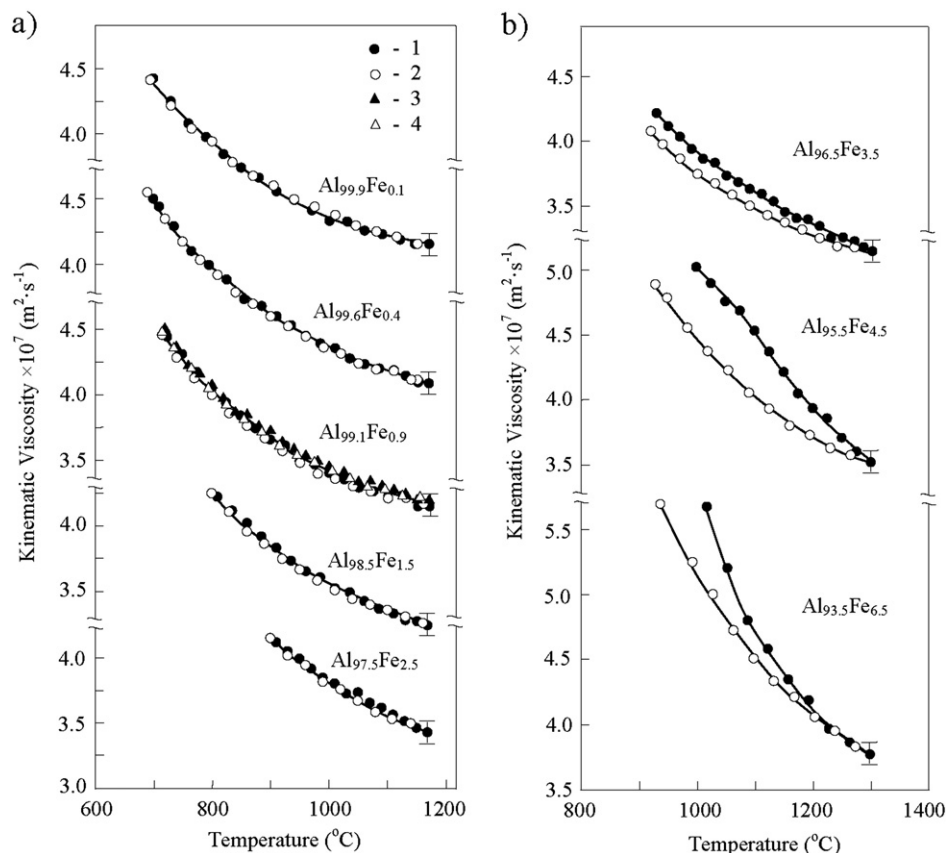 a)
● - 1
○ - 2
▲ - 3
△ - 4
Kinematic Viscosity ×10⁷ (m²·s⁻¹)
4.5
4.0
4.5
4.0
4.5
4.0
3.5
4.0
3.5
4.0
3.5
3.0
Al₉₉.₉Fe₀.₁
Al₉₉.₆Fe₀.₄
Al₉₉.₁Fe₀.₉
Al₉₈.₅Fe₁.₅
Al₉₇.₅Fe₂.₅
600 800 1000 1200
Temperature (°C)
b)
Kinematic Viscosity ×10⁷ (m²·s⁻¹)
4.5
4.0
3.5
5.0
4.5
4.0
3.5
5.5
5.0
4.5
4.0
3.5
Al₉₆.₅Fe₃.₅
Al₉₅.₅Fe₄.₅
Al₉₃.₅Fe₆.₅
800 1000 1200 1400
Temperature (°C)